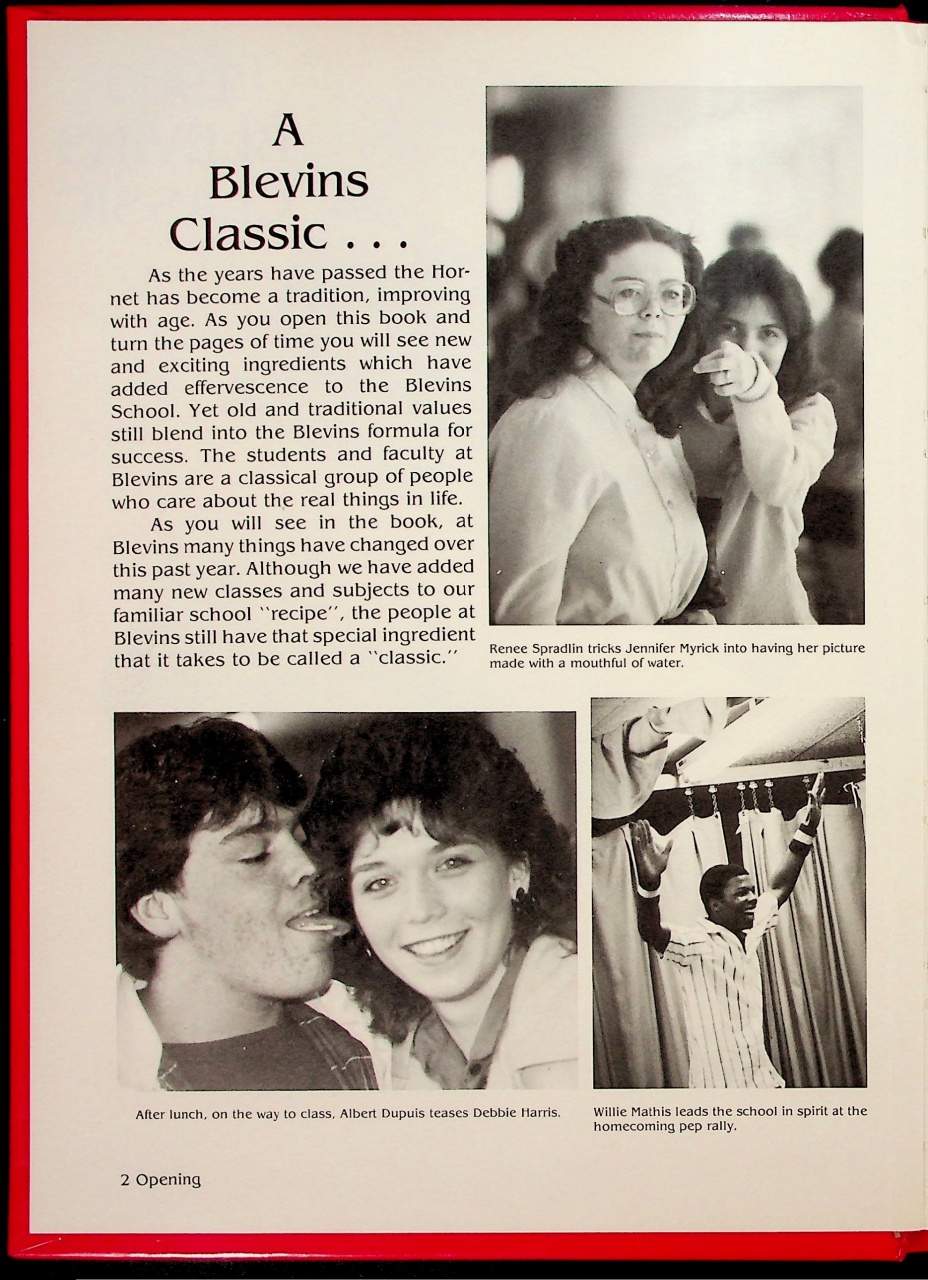 A
Blevins
Classic . . .
As the years have passed the Hor-
net has become a tradition, improving
with age. As you open this book and
turn the pages of time you will see new
and exciting ingredients which have
added effervescence to the Blevins
School. Yet old and traditional values
still blend into the Blevins formula for
success. The students and faculty at
Blevins are a classical group of people
who care about the real things in life.
As you will see in the book, at
Blevins many things have changed over
this past year. Although we have added
many new classes and subjects to our
familiar school "recipe", the people at
Blevins still have that special ingredient
that it takes to be called a "classic."
Renee Spradlin tricks Jennifer Myrick into having her picture
made with a mouthful of water.
After lunch, on the way to class, Albert Dupuis teases Debbie Harris.
Willie Mathis leads the school in spirit at the
homecoming pep rally.
2 Opening